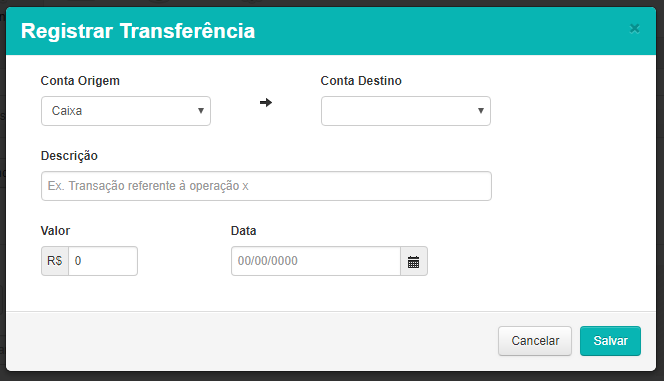 Registrar Transferência ×
Conta Origem Conta Destino
Caixa
Descrição
Ex. Transação referente à operação x
Valor Data
R$ 0 00/00/0000
Cancelar Salvar